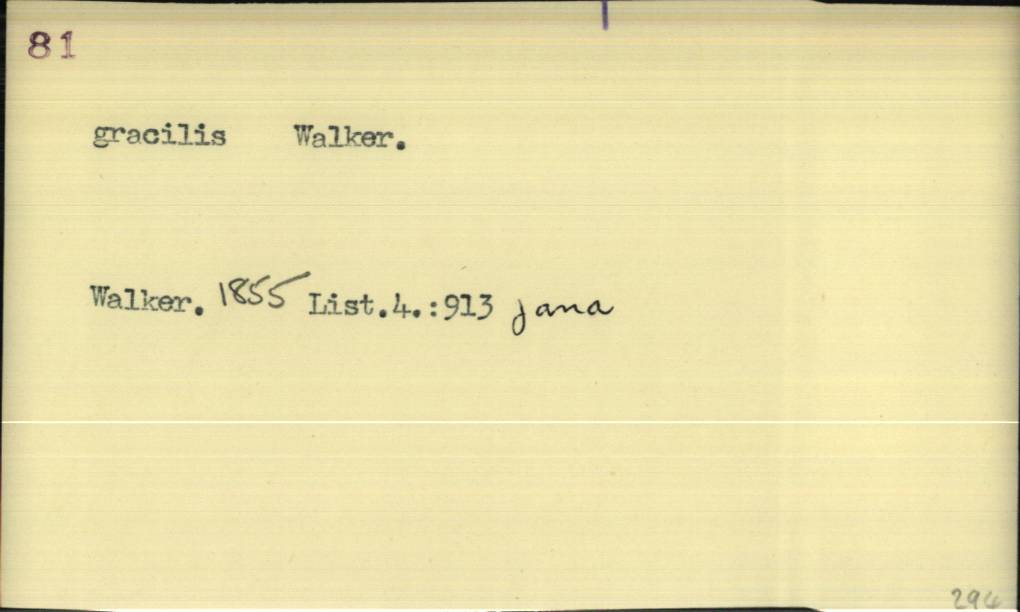 81
gracilis Walker.
Walker. 1855 List.4.:913 Jana
294